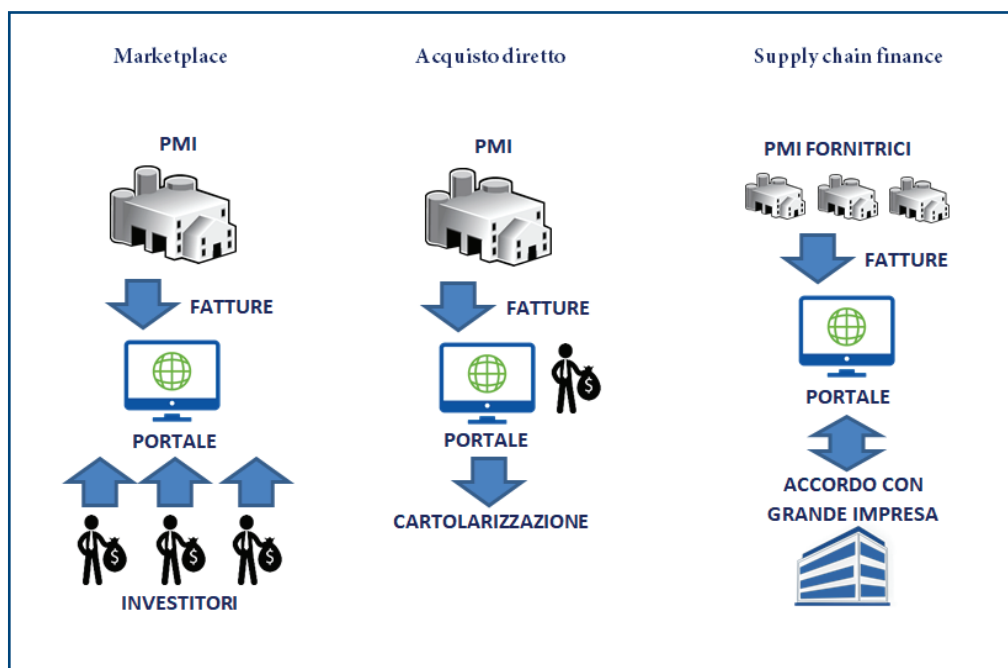 Marketplace
PMI
FATTURE
PORTALE
INVESTITORI
Acquisto diretto
PMI
FATTURE
PORTALE
CARTOLARIZZAZIONE
Supply chain finance
PMI FORNITRICI
FATTURE
PORTALE
ACCORDO CON
GRANDE IMPRESA